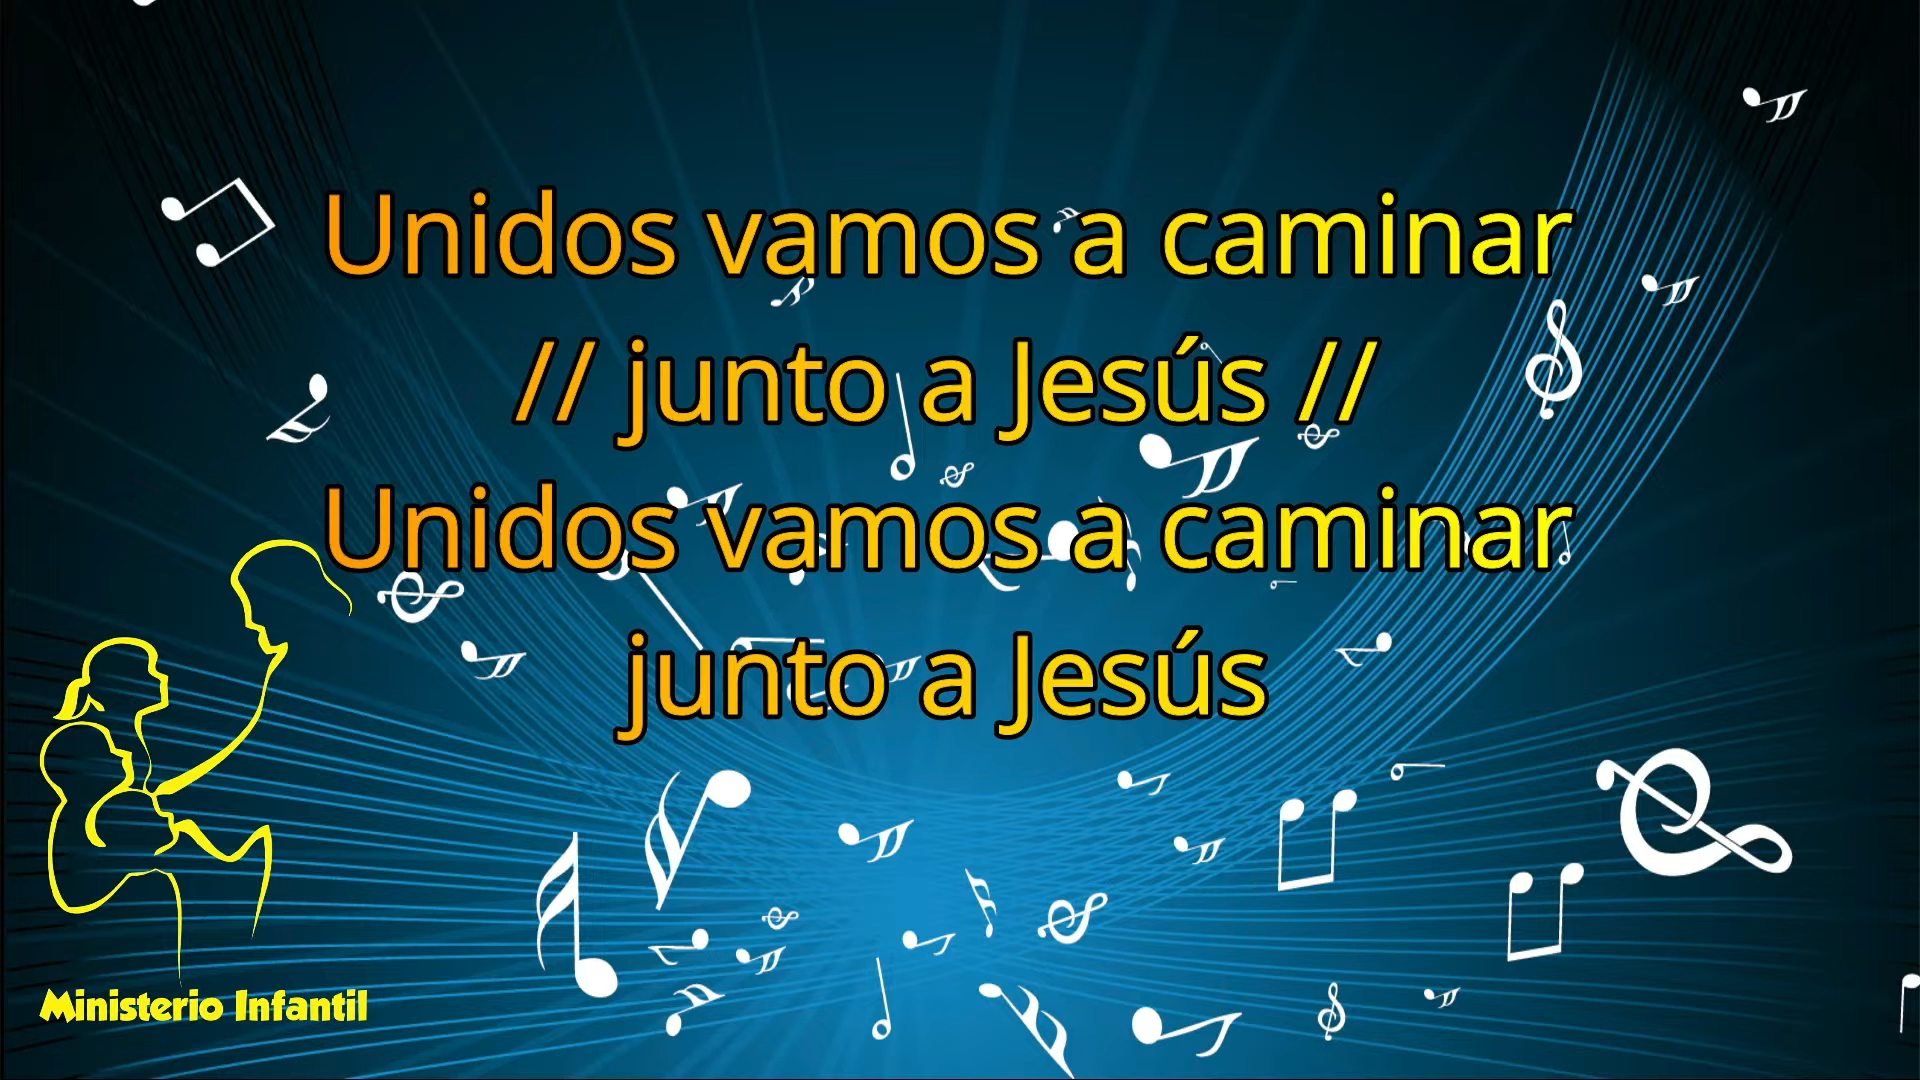 Unidos vamos a caminar
// junto a Jesús //
Unidos vamos a caminar
junto a Jesús
Ministerio Infantil